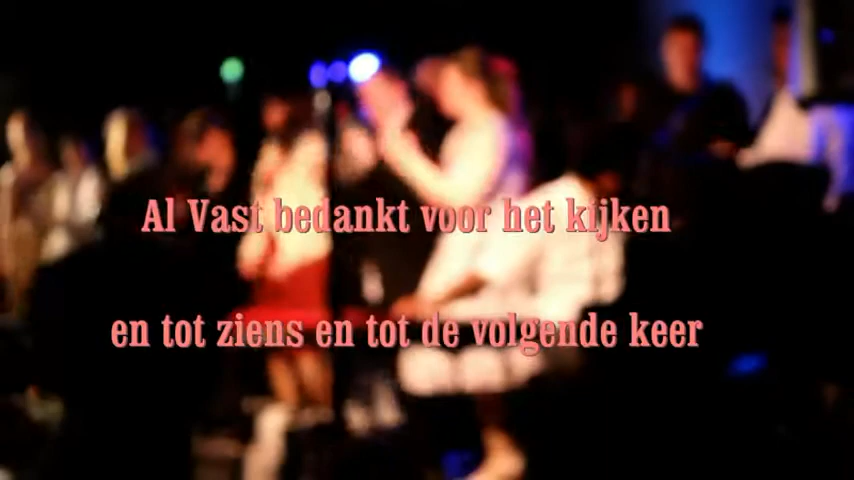 Al Vast bedankt voor het kijken
en tot ziens en tot de volgende keer